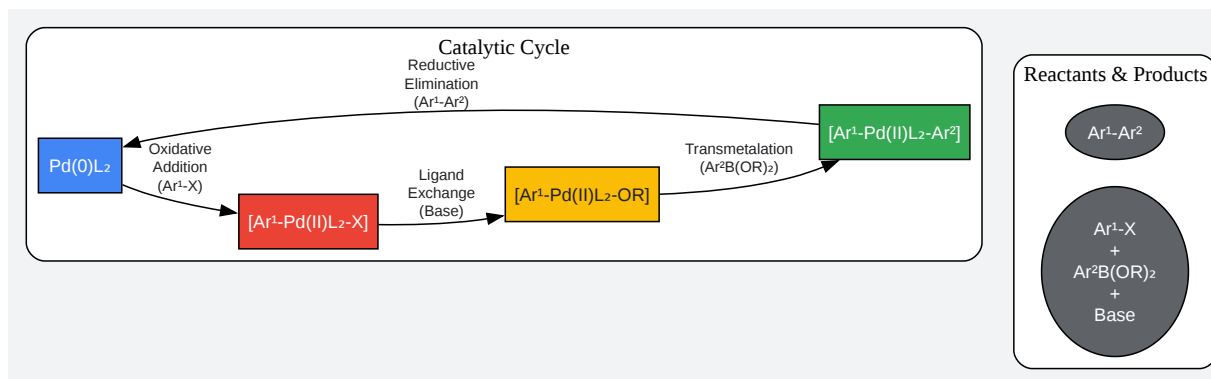 Catalytic Cycle
Reductive
Elimination
(Ar¹-Ar²)
Pd(0)L₂
Oxidative
Addition
(Ar¹-X)
[Ar¹-Pd(II)L₂-X]
Ligand
Exchange
(Base)
[Ar¹-Pd(II)L₂-OR]
Transmetalation
(Ar²B(OR)₂)
[Ar¹-Pd(II)L₂-Ar²]
Reactants & Products
Ar¹-Ar²
Ar¹-X
+
Ar²B(OR)₂
+
Base